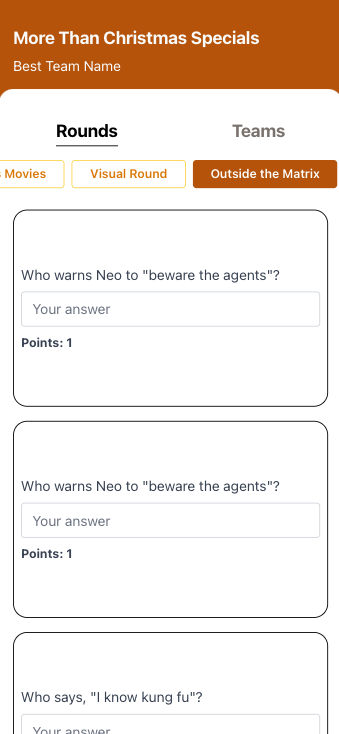 More Than Christmas Specials
Best Team Name
Rounds Teams
Movies Visual Round Outside the Matrix
Who warns Neo to "beware the agents"?
Your answer
Points: 1
Who warns Neo to "beware the agents"?
Your answer
Points: 1
Who says, "I know kung fu"?
Your answer